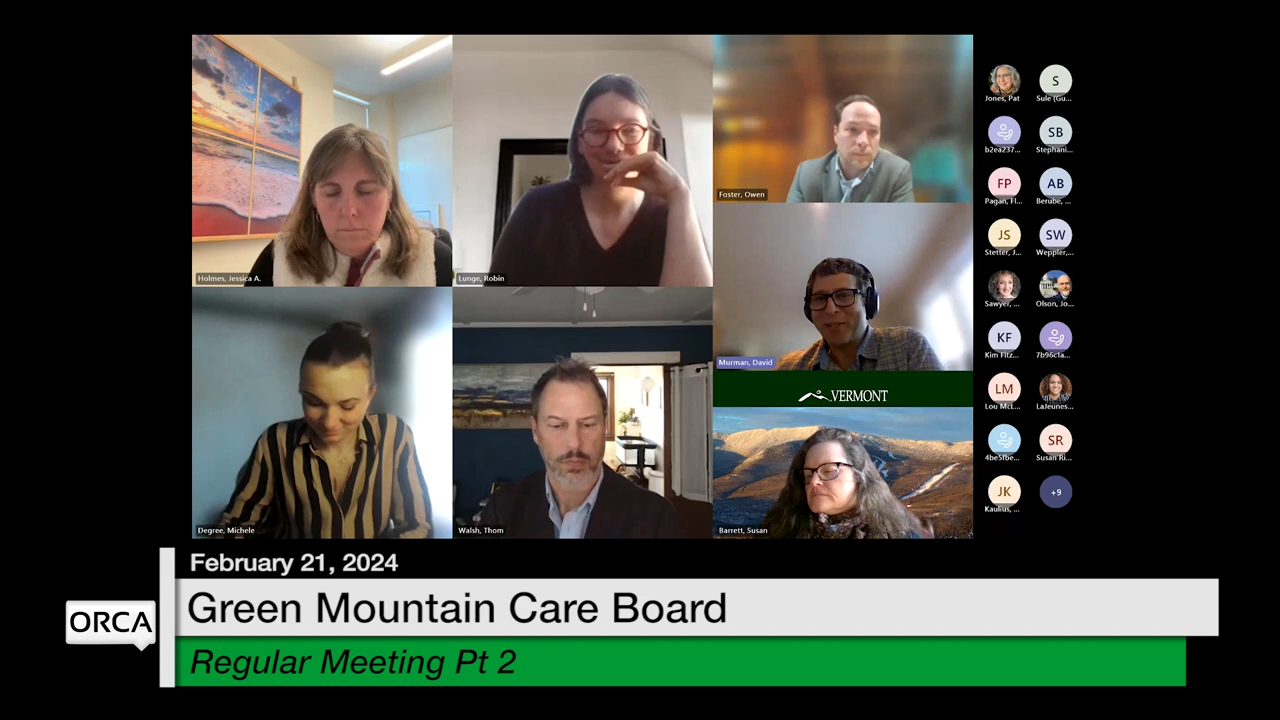 Holmes, Jessica A.
Lunge, Robin
Foster, Owen
Murman, David
Degree, Michele
Walsh, Thom
VERMONT
Barrett, Susan
Jones, Pat
S
Sule (Gu...
b2ea237...
SB
Stephani...
FP
Pagan, Fl...
AB
Berube, ...
JS
Stetter, J...
SW
Weppler,...
Sawyer, ...
Olson, Jo...
KF
Kim Fitz...
7b96c1a...
LM
Lou McL...
LaJeunes...
4be5fbe...
SR
Susan Ri...
JK
Kaulius, ...
+9
February 21, 2024
ORCA
Green Mountain Care Board
Regular Meeting Pt 2